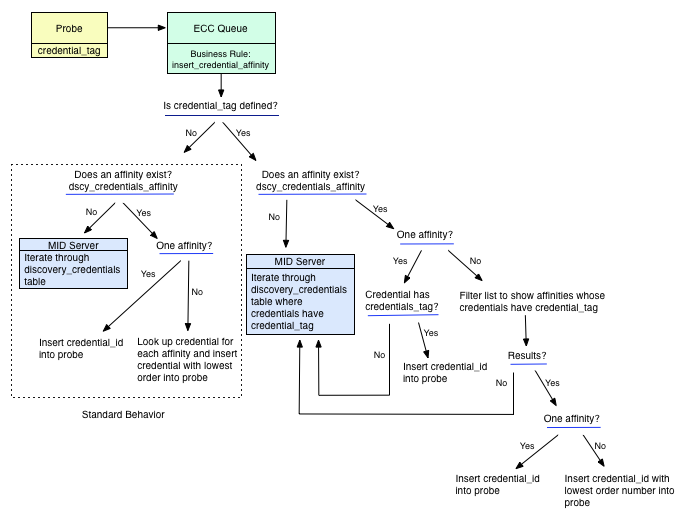 Probe
credential_tag
ECC Queue
Business Rule:
insert_credential_affinity
Is credential_tag defined?
No
Yes
Does an affinity exist?
dscy_credentials_affinity
No
Yes
MID Server
Iterate through
discovery_credentials
table
One affinity?
Yes
No
Insert credential_id
into probe
Look up credential for
each affinity and insert
credential with lowest
order into probe
Standard Behavior
Does an affinity exist?
dscy_credentials_affinity
No
Yes
MID Server
Iterate through
discovery_credentials
table where
credentials have
credential_tag
One affinity?
Yes
No
Credential has
credentials_tag?
No
Yes
Insert credential_id
into probe
Filter list to show affinities whose
credentials have credential_tag
Results?
No
Yes
One affinity?
Yes
No
Insert credential_id
into probe
Insert credential_id with
lowest order number into
probe